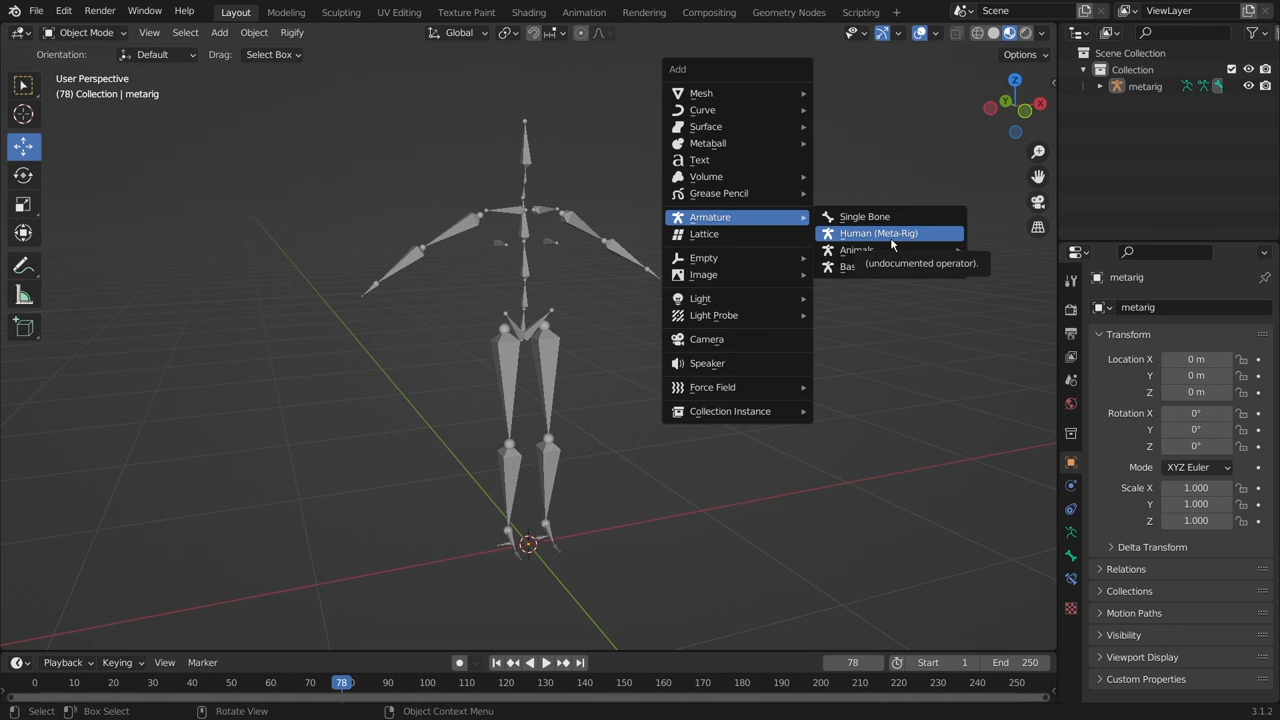 File Edit Render Window Help Layout Modeling Sculpting UV Editing Texture Paint Shading Animation Rendering Compositing Geometry Nodes Scripting + Scene ViewLayer
Object Mode View Select Add Object Rigify Global Options
Orientation: Default Drag: Select Box
User Perspective
(78) Collection | metarig
Add
Mesh
Curve
Surface
Metaball
Text
Volume
Grease Pencil
Armature
Lattice
Empty
Image
Light
Light Probe
Camera
Speaker
Force Field
Collection Instance
Single Bone
Human (Meta-Rig)
Animals
Bas
(undocumented operator).
Z
Y
X
Scene Collection
Collection
metarig
metarig
metarig
Transform
Location X 0 m
Y 0 m
Z 0 m
Rotation X 0°
Y 0°
Z 0°
Mode XYZ Euler
Scale X 1.000
Y 1.000
Z 1.000
Delta Transform
Relations
Collections
Motion Paths
Visibility
Viewport Display
Custom Properties
Playback Keying View Marker 78 Start 1 End 250
0 10 20 30 40 50 60 70 78 90 100 110 120 130 140 150 160 170 180 190 200 210 220 230 240 250
Select Box Select Rotate View Object Context Menu 3.1.2